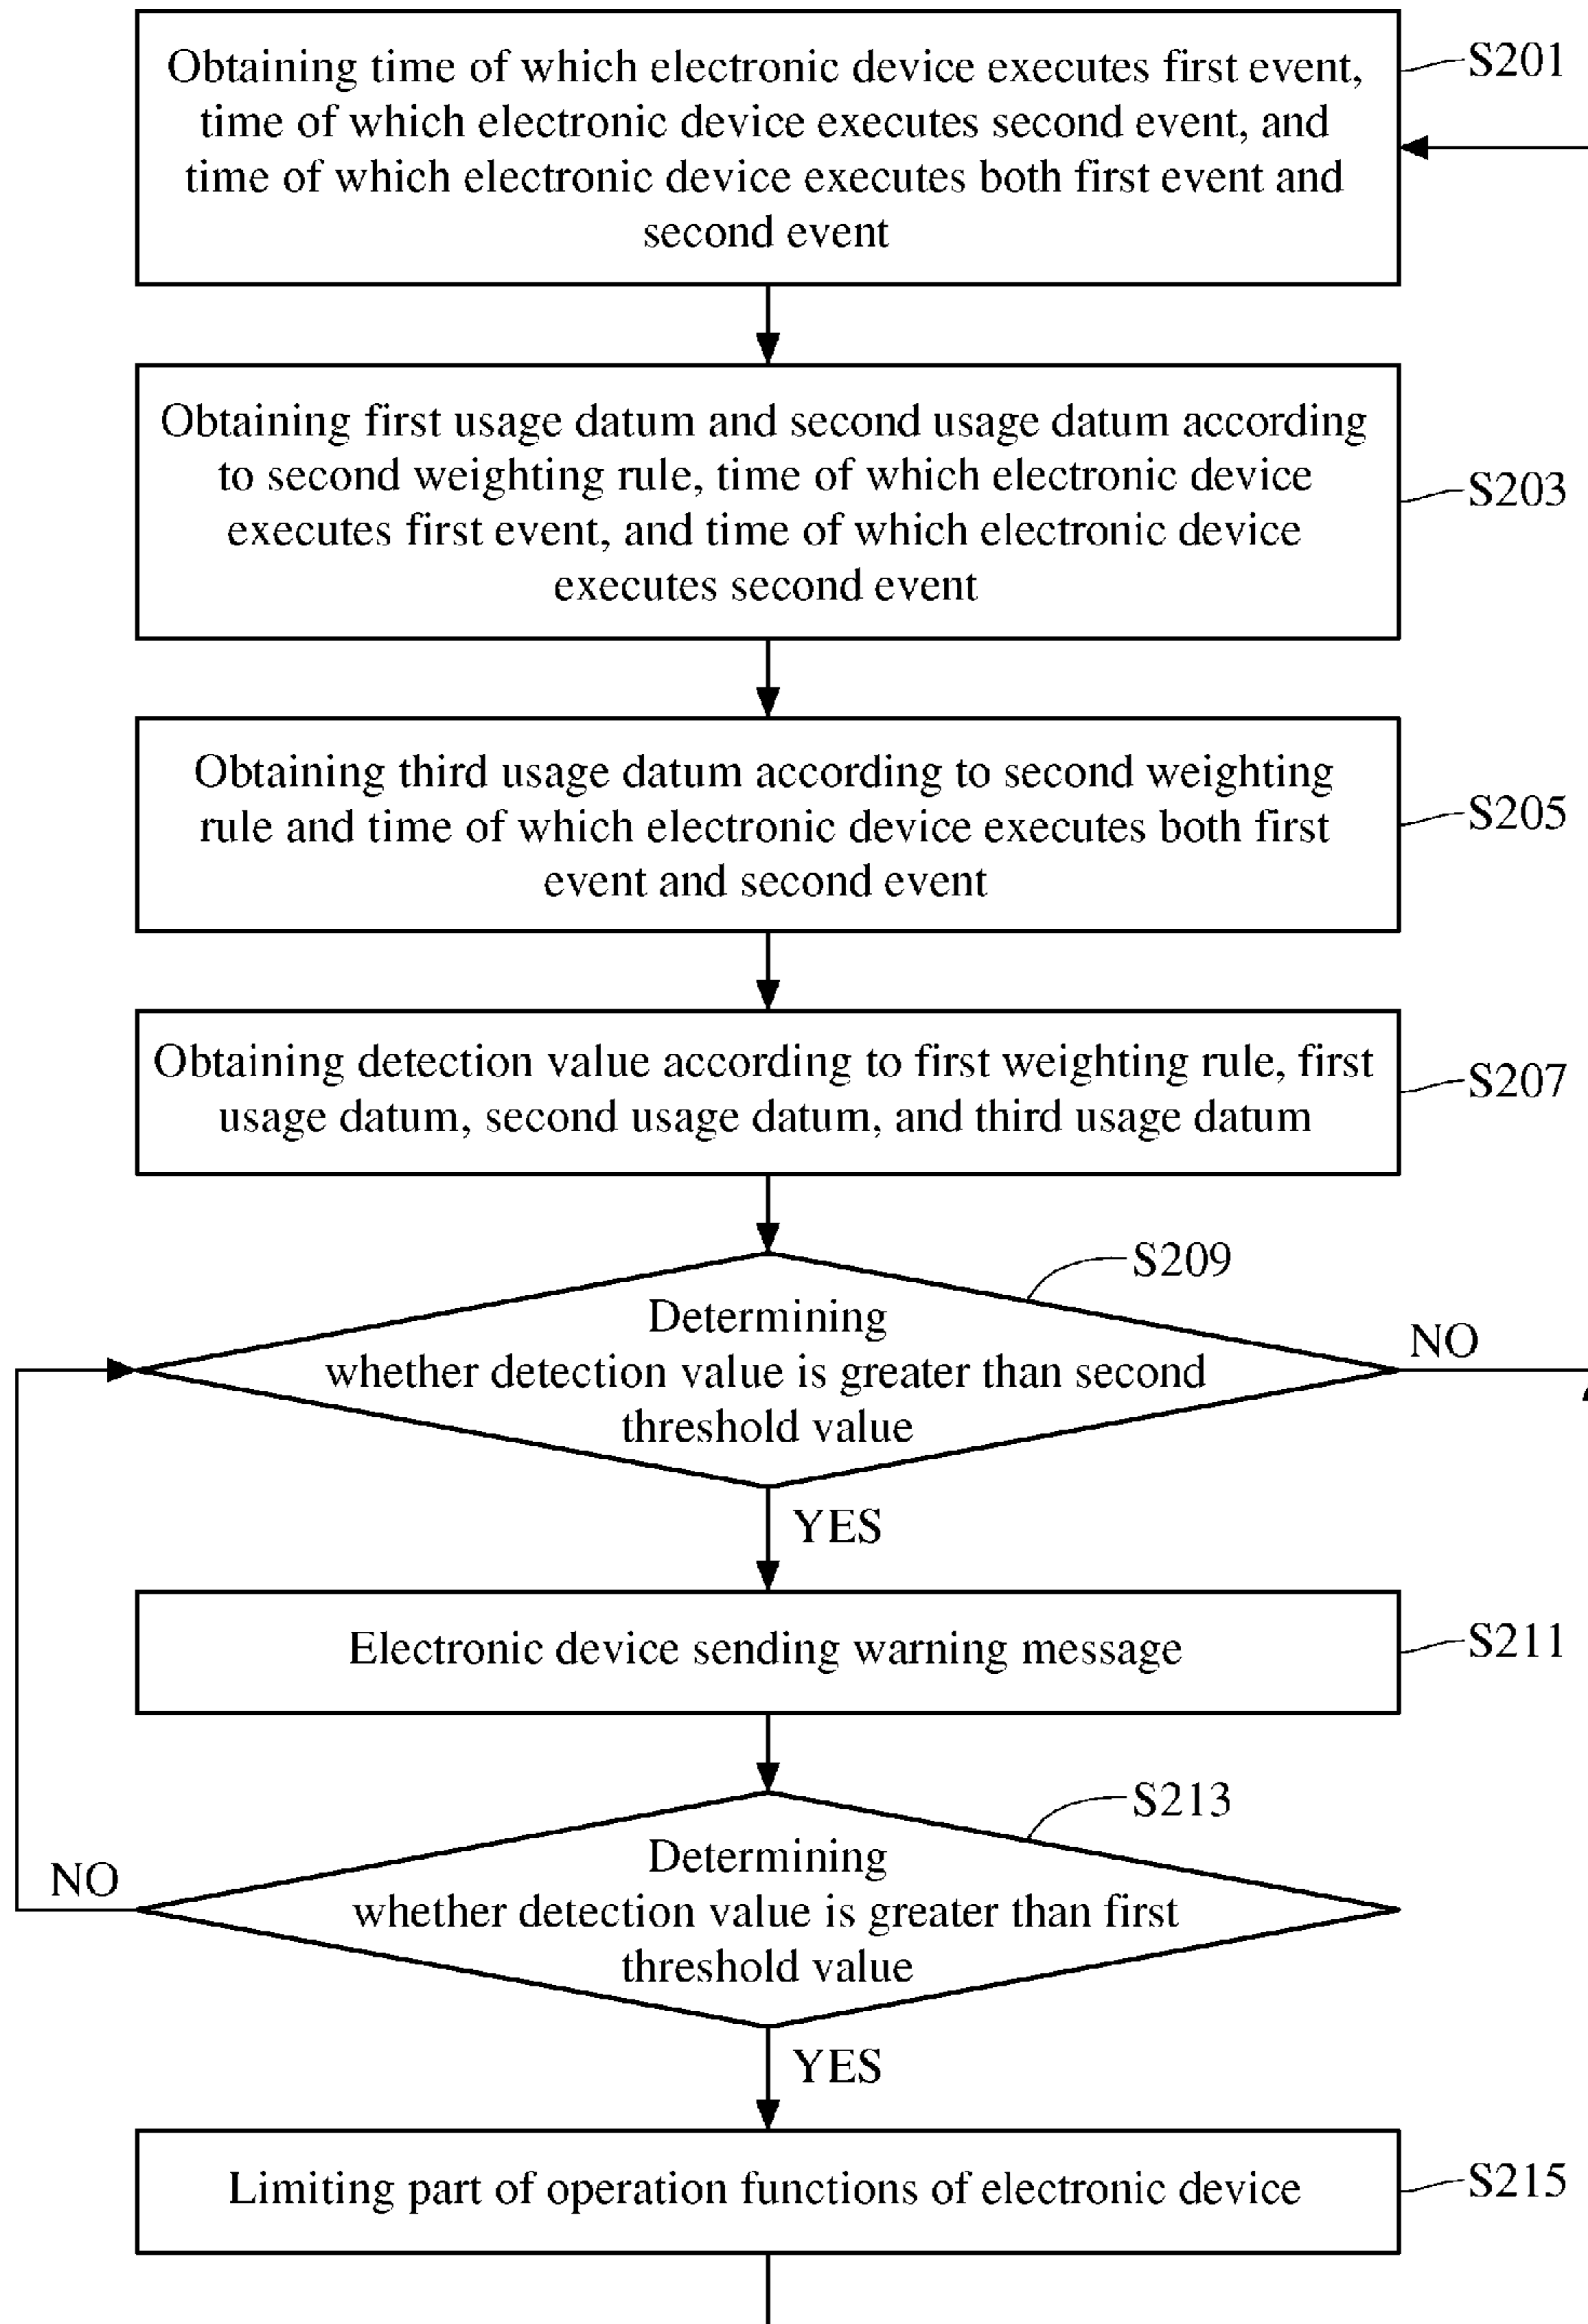 Obtaining time of which electronic device executes first event,
time of which electronic device executes second event, and
time of which electronic device executes both first event and
second event
S201
Obtaining first usage datum and second usage datum according
to second weighting rule, time of which electronic device
executes first event, and time of which electronic device
executes second event
S203
Obtaining third usage datum according to second weighting
rule and time of which electronic device executes both first
event and second event
S205
Obtaining detection value according to first weighting rule, first
usage datum, second usage datum, and third usage datum
S207
S209
Determining
whether detection value is greater than second
threshold value
NO
YES
Electronic device sending warning message
S211
S213
Determining
whether detection value is greater than first
threshold value
NO
YES
Limiting part of operation functions of electronic device
S215